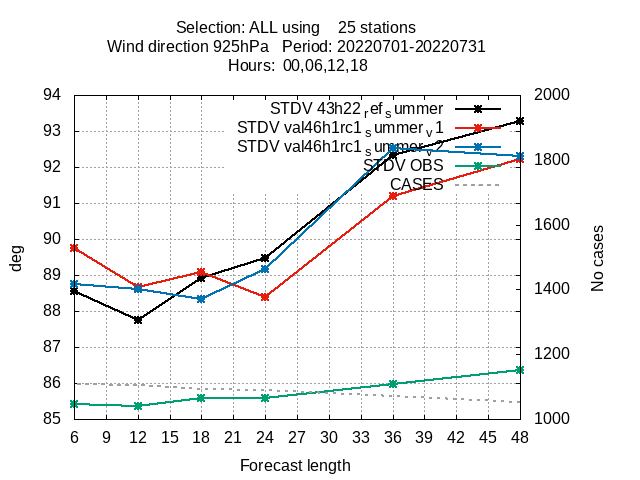 Selection: ALL using    25 stations
Wind direction 925hPa   Period: 20220701-20220731
Hours:  00,06,12,18
94
93
92
91
90
89
88
87
86
85
deg
2000
1800
1600
1400
1200
1000
No cases
STDV 43h22refsummer
STDV val46h1rc1summerv1
STDV val46h1rc1summerv2
STDV OBS
CASES
6 9 12 15 18 21 24 27 30 33 36 39 42 45 48
Forecast length